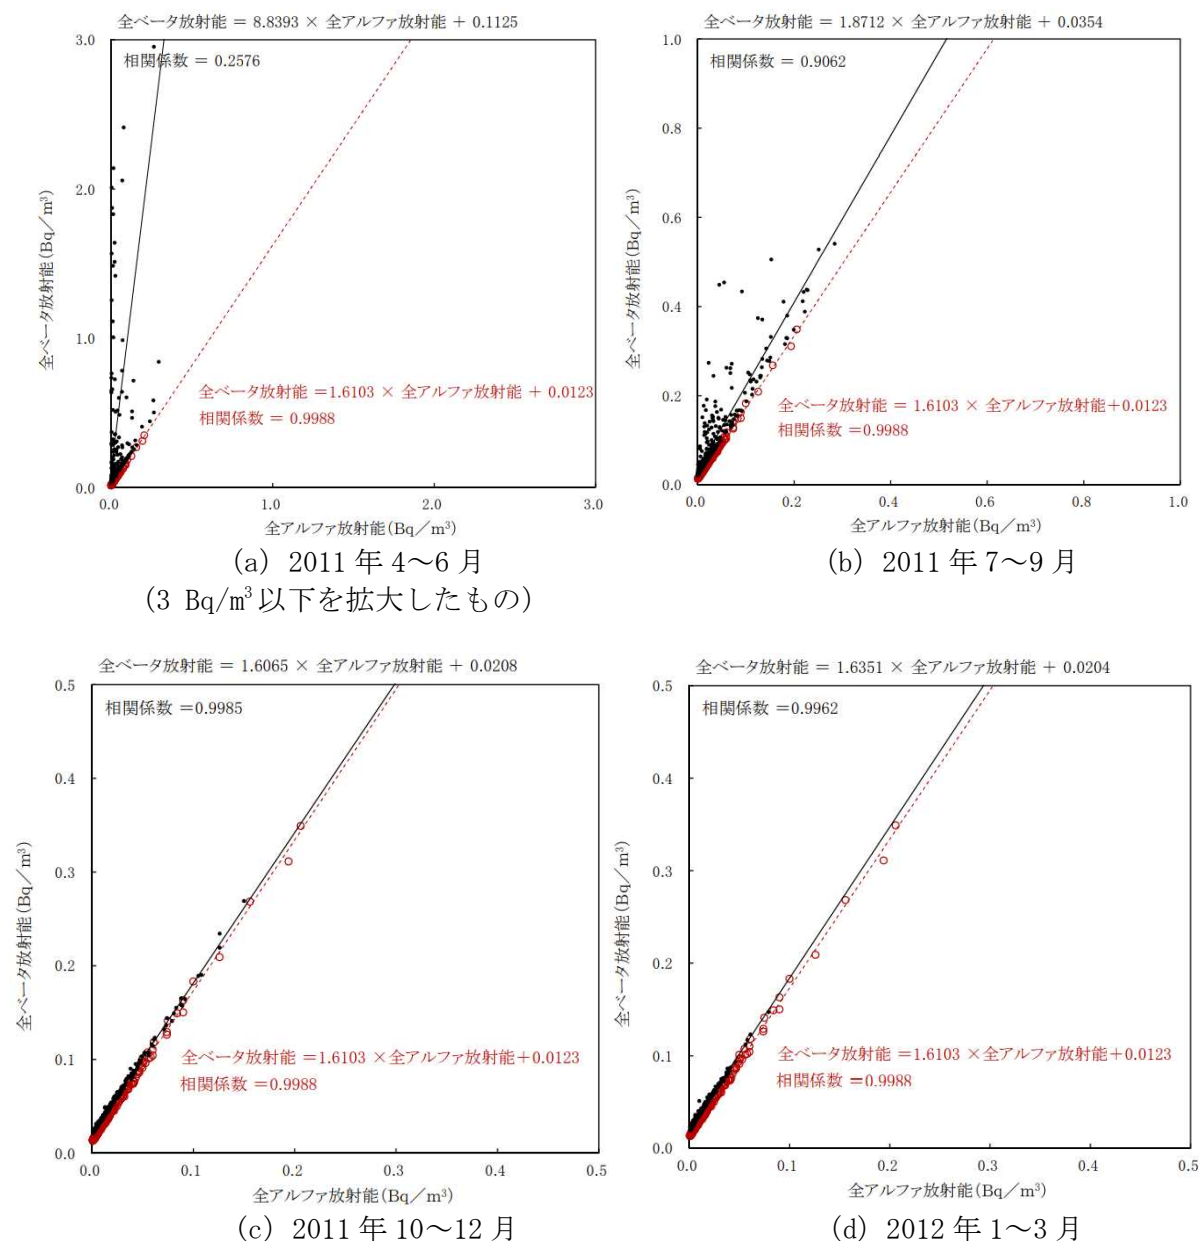 全ベータ放射能 = 8.8393 × 全アルファ放射能 + 0.1125
相関係数 = 0.2576
3.0
2.0
1.0
0.0
全ベータ放射能(Bq／m³)
全ベータ放射能 =1.6103 × 全アルファ放射能 + 0.0123
相関係数 = 0.9988
0.0 1.0 2.0 3.0
全アルファ放射能(Bq／m³)
(a) 2011 年 4～6 月
(3 Bq/m³以下を拡大したもの)
全ベータ放射能 = 1.8712 × 全アルファ放射能 + 0.0354
相関係数 = 0.9062
1.0
0.8
0.6
0.4
0.2
0.0
全ベータ放射能(Bq／m³)
全ベータ放射能 = 1.6103 × 全アルファ放射能+0.0123
相関係数 =0.9988
0.0 0.2 0.4 0.6 0.8 1.0
全アルファ放射能(Bq／m³)
(b) 2011 年 7～9 月
全ベータ放射能 = 1.6065 × 全アルファ放射能 + 0.0208
相関係数 =0.9985
0.5
0.4
0.3
0.2
0.1
0.0
全ベータ放射能(Bq／m³)
全ベータ放射能 =1.6103 ×全アルファ放射能+0.0123
相関係数 =0.9988
0.0 0.1 0.2 0.3 0.4 0.5
全アルファ放射能(Bq／m³)
(c) 2011 年 10～12 月
全ベータ放射能 = 1.6351 × 全アルファ放射能 + 0.0204
相関係数 =0.9962
0.5
0.4
0.3
0.2
0.1
0.0
全ベータ放射能(Bq／m³)
全ベータ放射能 =1.6103 ×全アルファ放射能+0.0123
相関係数 =0.9988
0.0 0.1 0.2 0.3 0.4 0.5
全アルファ放射能(Bq／m³)
(d) 2012 年 1～3 月